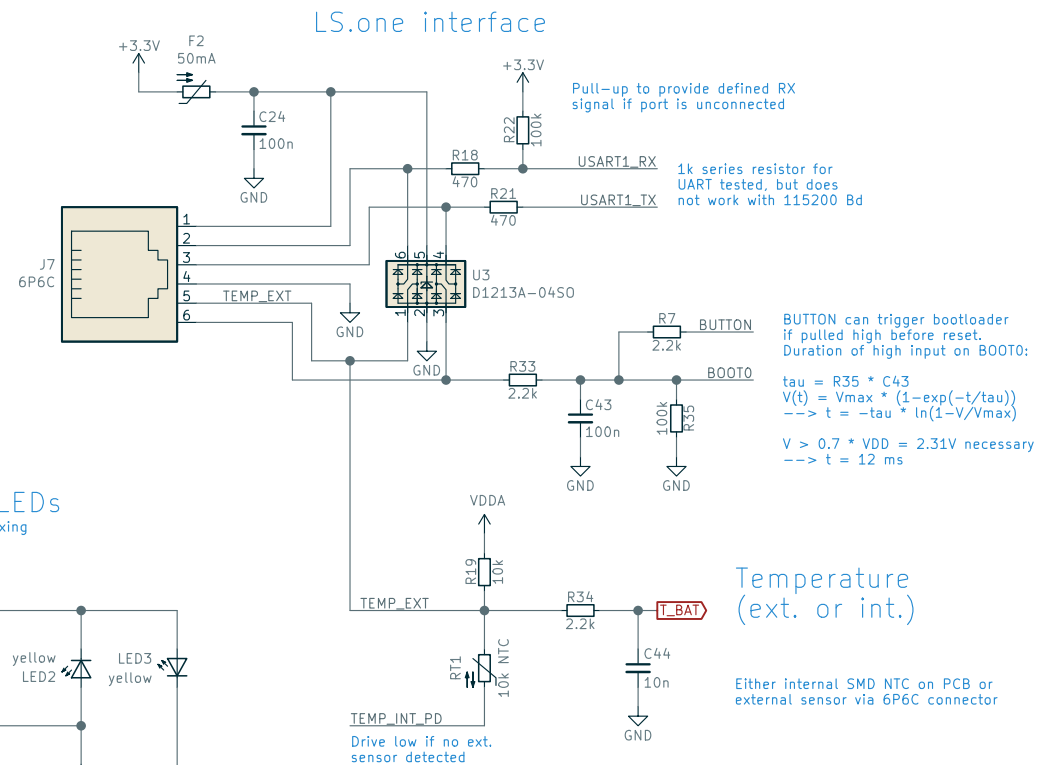 LS.one interface
+3.3V
F2
50mA
+3.3V
Pull-up to provide defined RX
signal if port is unconnected
C24
100n
GND
R22
100k
R18
470
USART1_RX
1k series resistor for
UART tested, but does
not work with 115200 Bd
R21
470
USART1_TX
J7
6P6C
1
2
3
4
5
6
TEMP_EXT
GND
6
5
4
U3
D1213A-04SO
1
2
3
GND
R7
2.2k
BUTTON
BUTTON can trigger bootloader
if pulled high before reset.
Duration of high input on BOOT0:
R33
2.2k
BOOT0
tau = R35 * C43
V(t) = Vmax * (1-exp(-t/tau))
--> t = -tau * ln(1-V/Vmax)
C43
100n
100k
R35
V > 0.7 * VDD = 2.31V necessary
--> t = 12 ms
GND
GND
LEDs
xing
VDDA
R19
10k
Temperature
(ext. or int.)
TEMP_EXT
R34
2.2k
T_BAT
yellow
LED2
LED3
yellow
RT1
10k NTC
C44
10n
Either internal SMD NTC on PCB or
external sensor via 6P6C connector
GND
TEMP_INT_PD
Drive low if no ext.
sensor detected